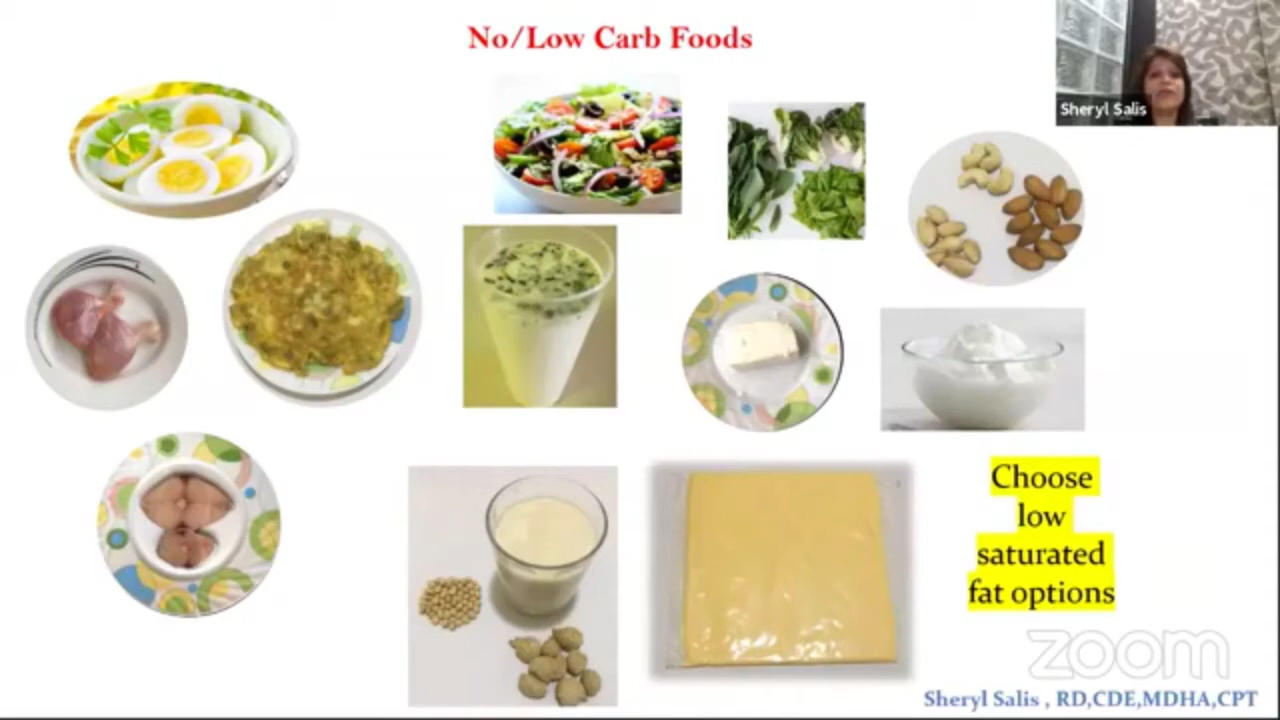 No/Low Carb Foods
Sheryl Salis
Choose
low
saturated
fat options
zoom
Sheryl Salis , RD,CDE,MDHA,CPT